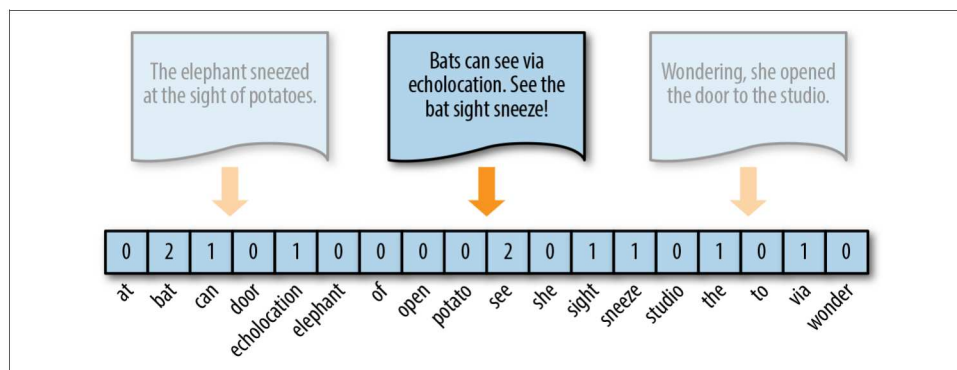 The elephant sneezed
at the sight of potatoes.
Bats can see via
echolocation. See the
bat sight sneeze!
Wondering, she opened
the door to the studio.
0 2 1 0 1 0 0 0 0 2 0 1 1 0 1 0 1 0
at bat can door echolocation elephant of open potato see she sight sneeze studio the to via wonder